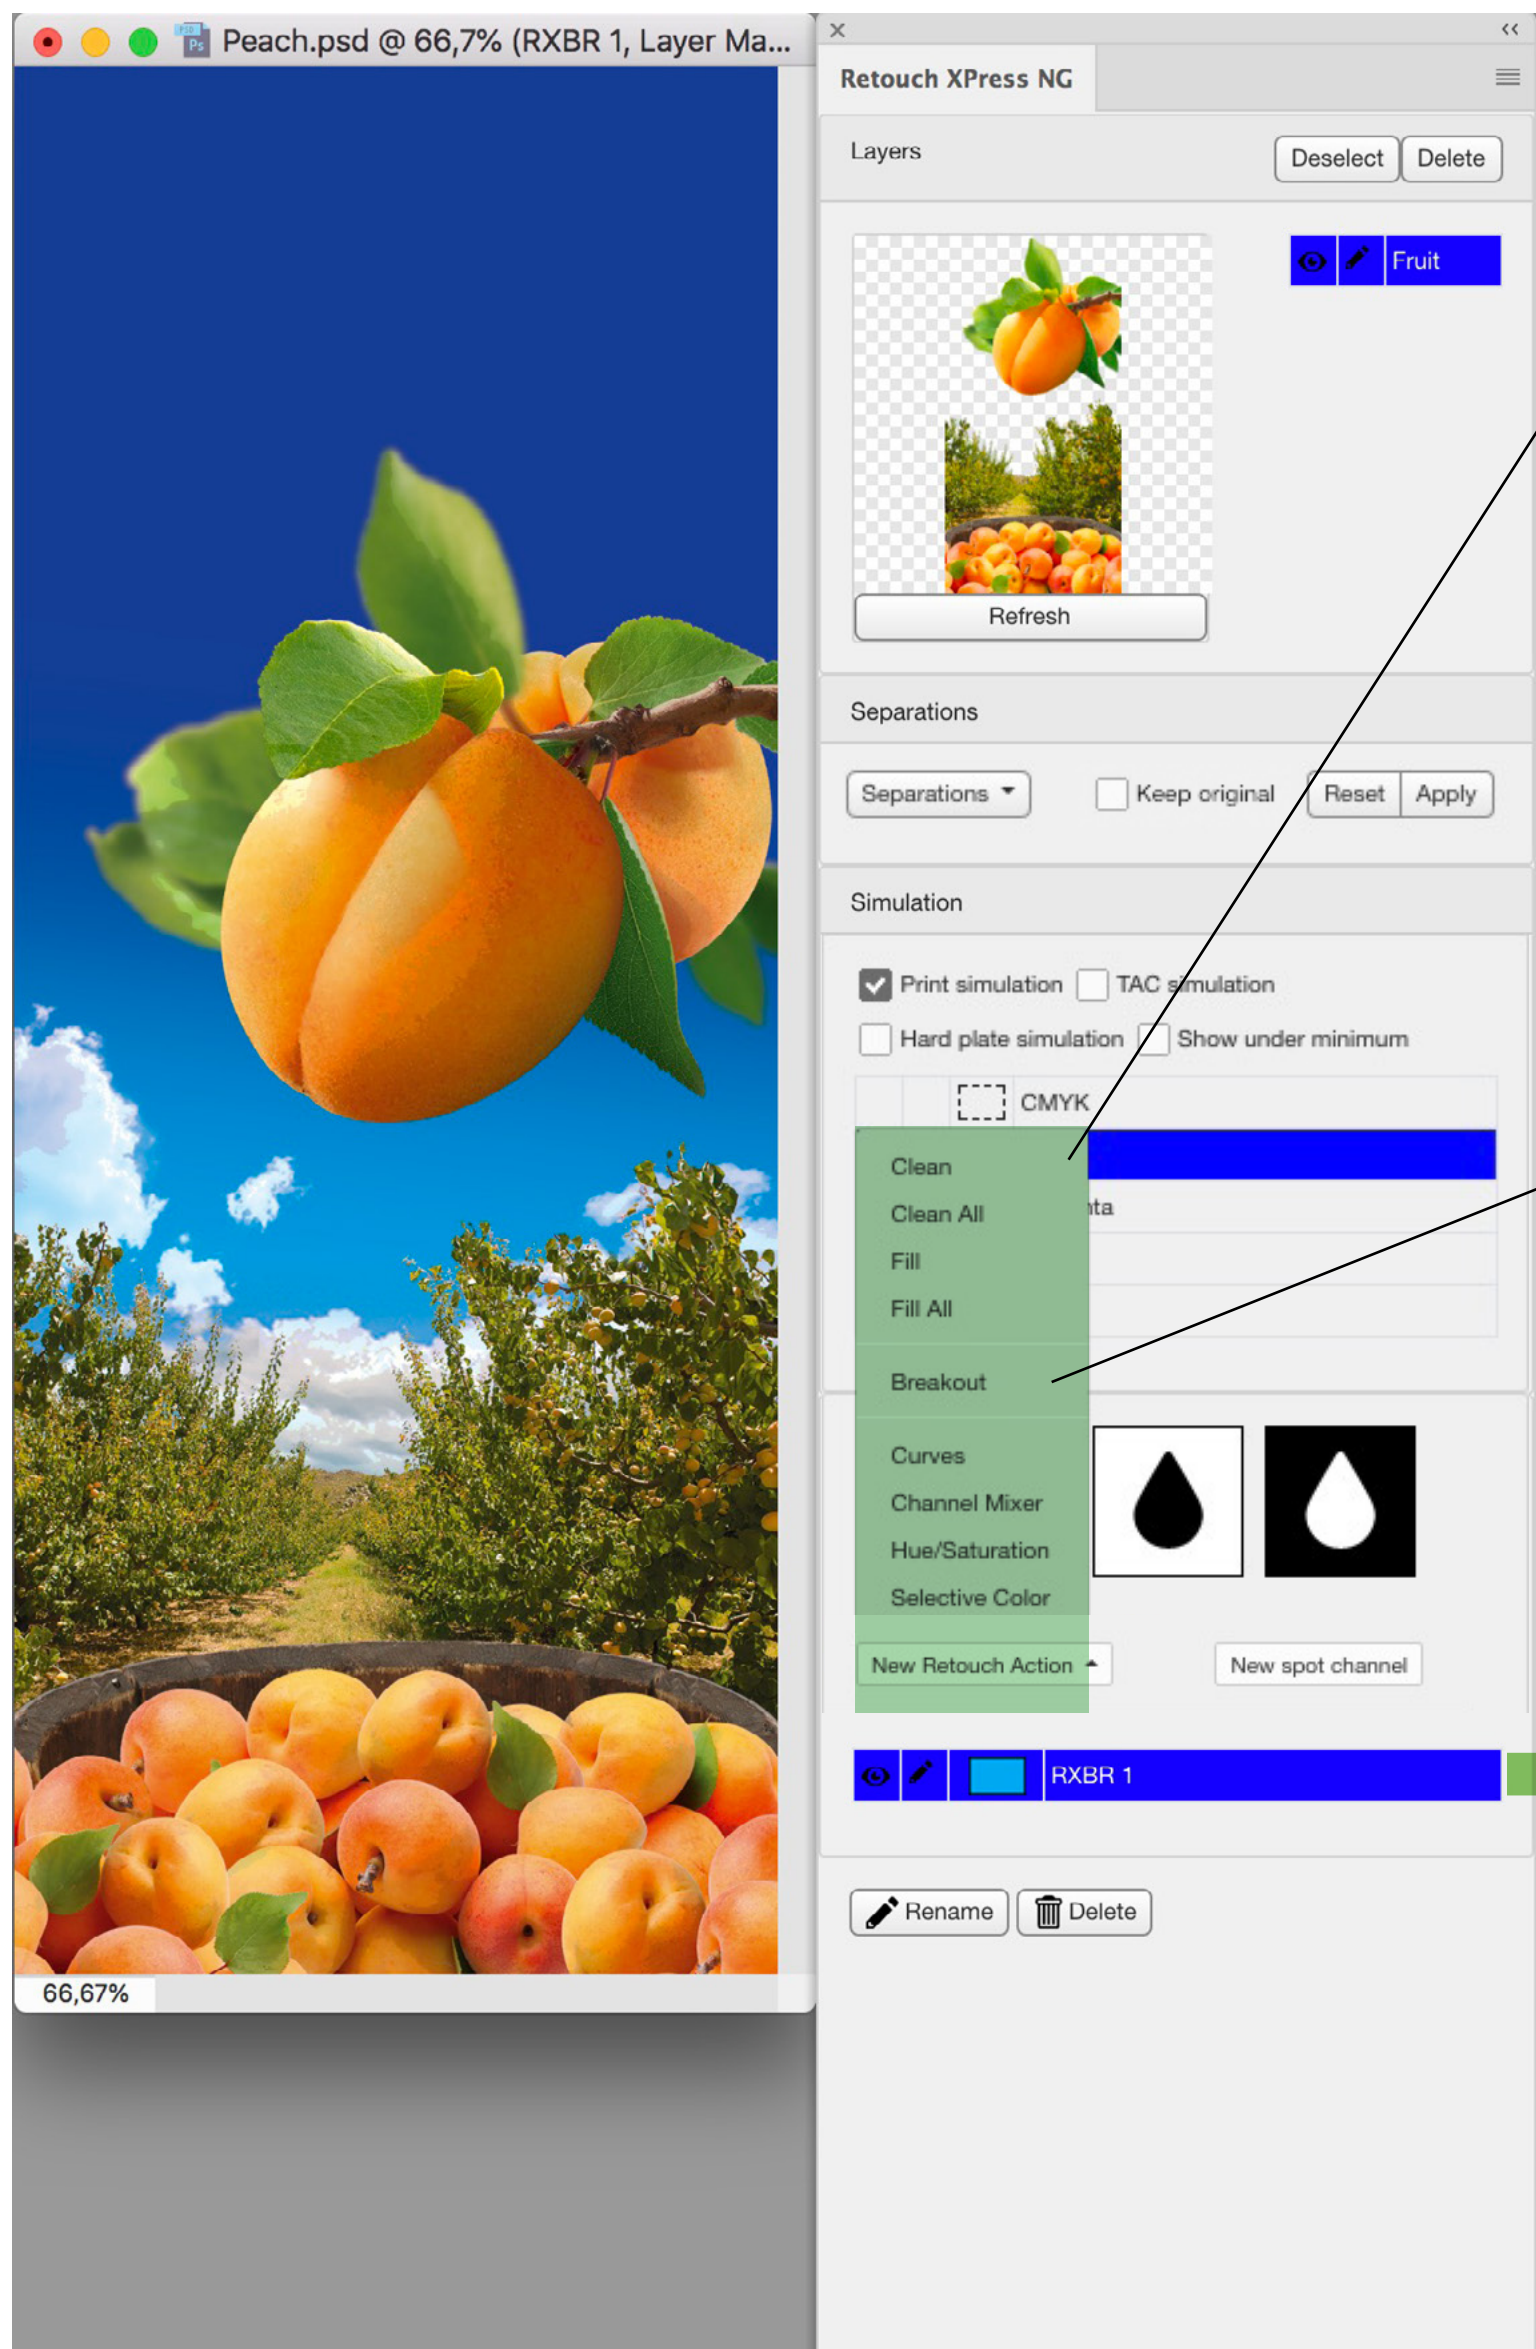 Peach.psd @ 66,7% (RXBR 1, Layer Ma...
66,67%
Retouch XPress NG
Layers
Deselect Delete
Fruit
Refresh
Separations
Separations Keep original Reset Apply
Simulation
Print simulation TAC simulation
Hard plate simulation Show under minimum
CMYK
Clean
Clean All nta
Fill
Fill All
Breakout
Curves
Channel Mixer
Hue/Saturation
Selective Color
New Retouch Action New spot channel
RXBR 1
Rename Delete